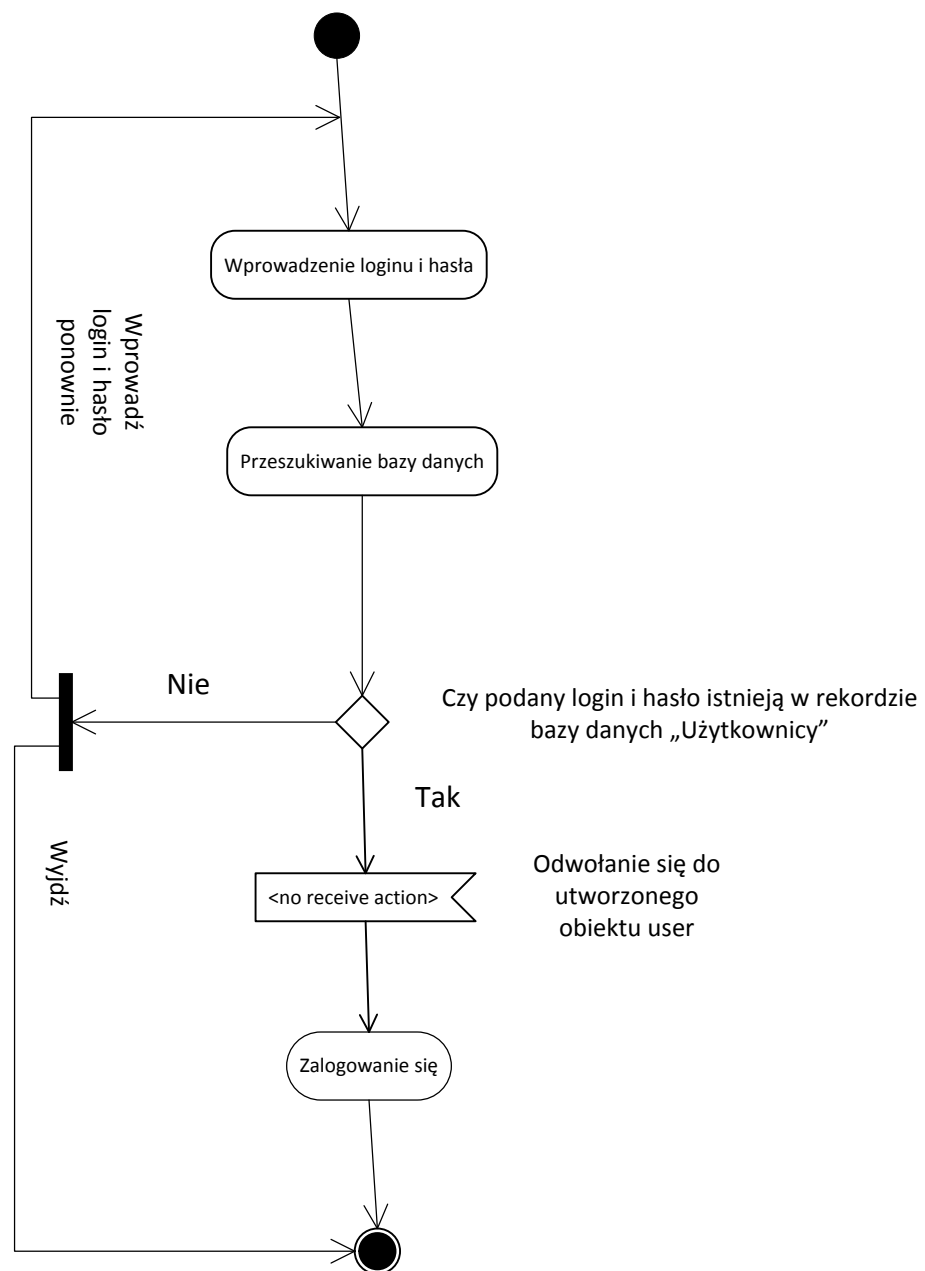 Wprowadzenie loginu i hasła
Wprowadź
login i hasło
ponownie
Przeszukiwanie bazy danych
Nie
Czy podany login i hasło istnieją w rekordzie
bazy danych „Użytkownicy”
Tak
Wyjdź
<no receive action>
Odwołanie się do
utworzonego
obiektu user
Zalogowanie się